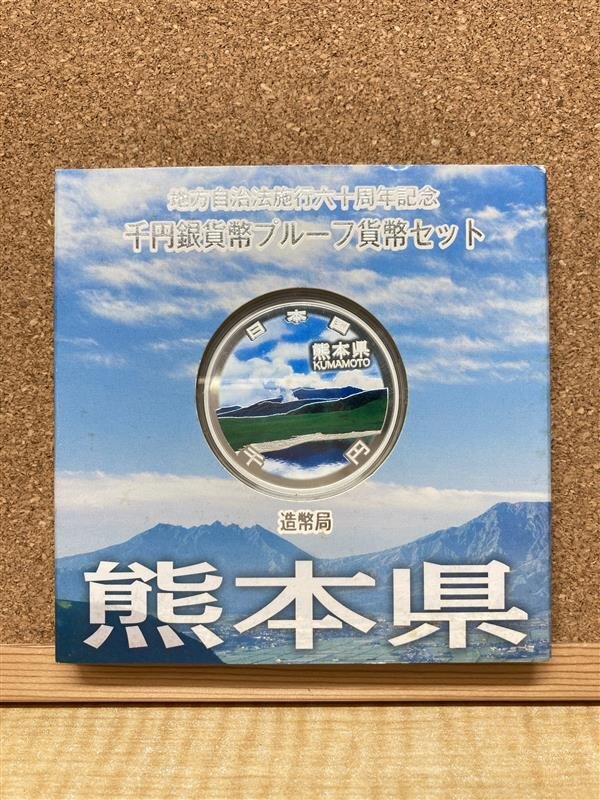 地方自治法施行六十周年記念
千円銀貨幣プルーフ貨幣セット
日本国
熊本県
KUMAMOTO
千円
造幣局
熊本県